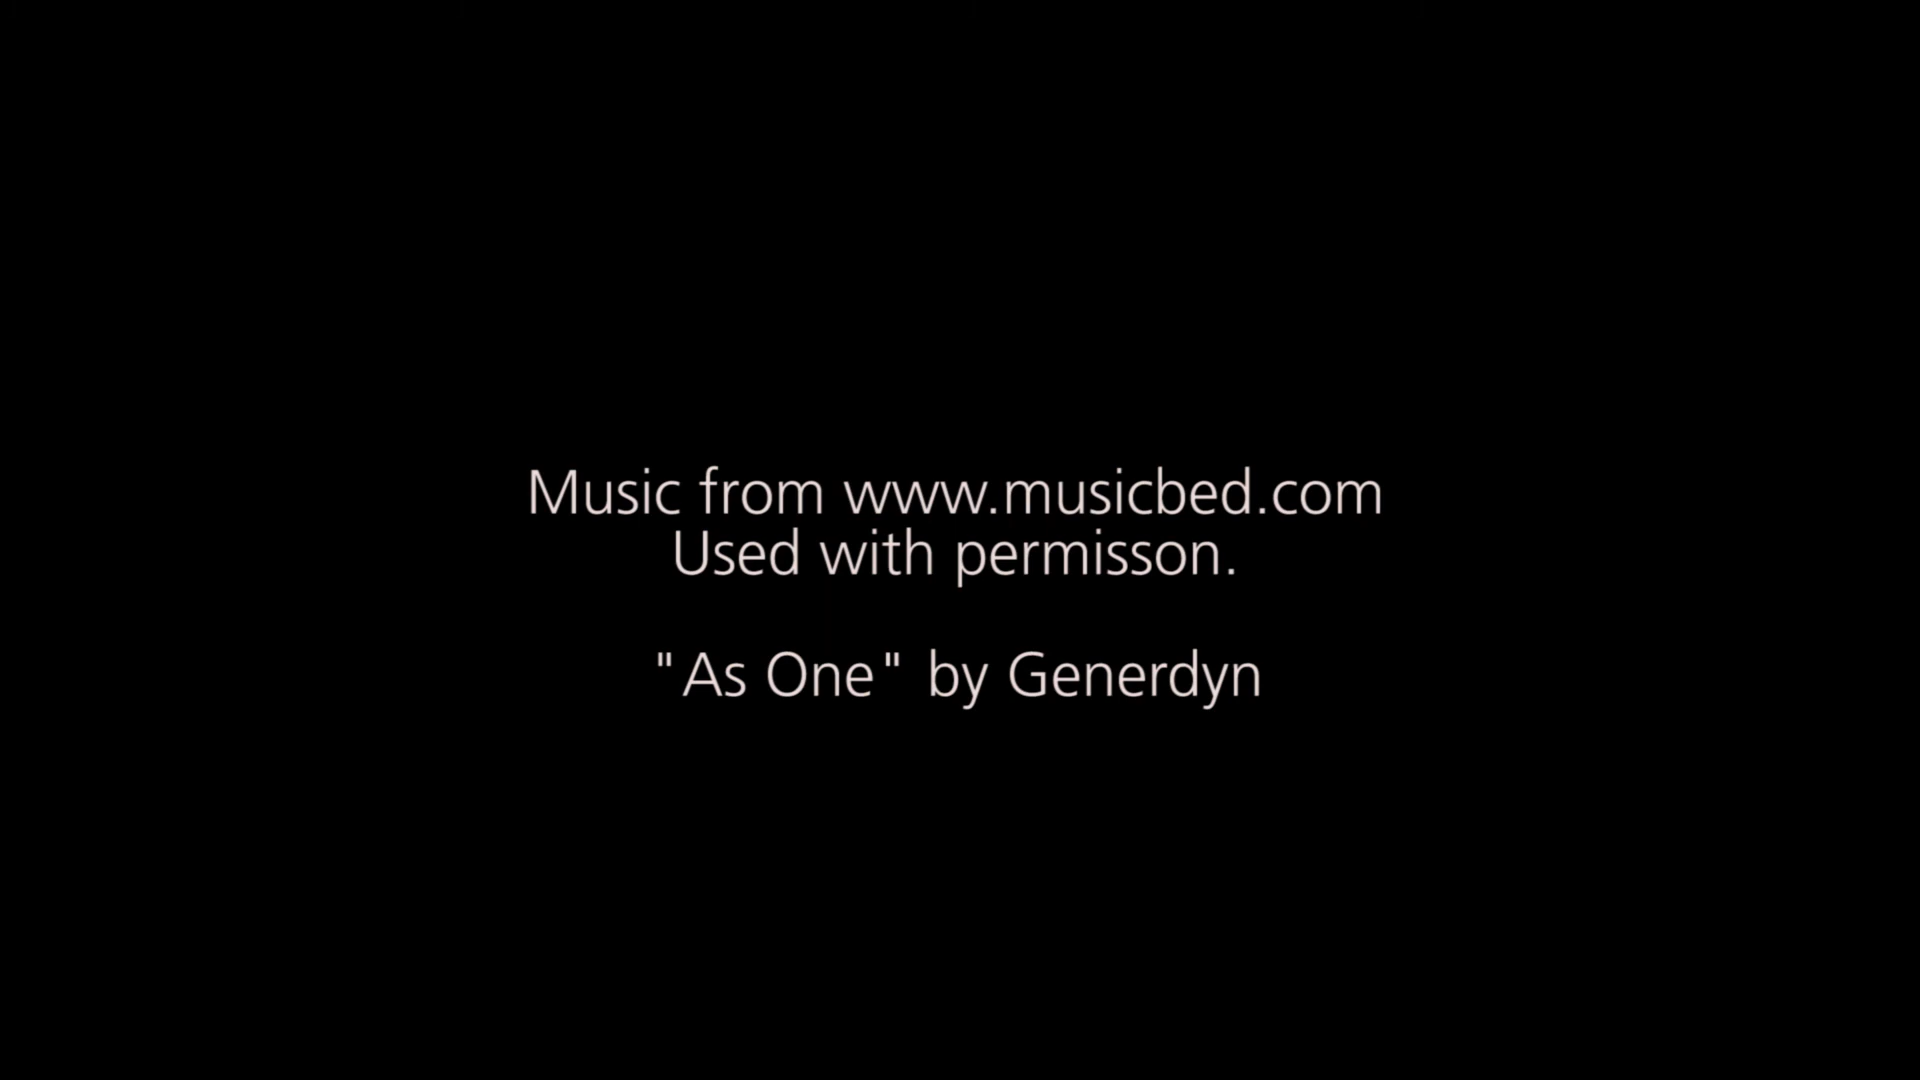 Music from www.musicbed.com
Used with permisson.
"As One" by Generdyn